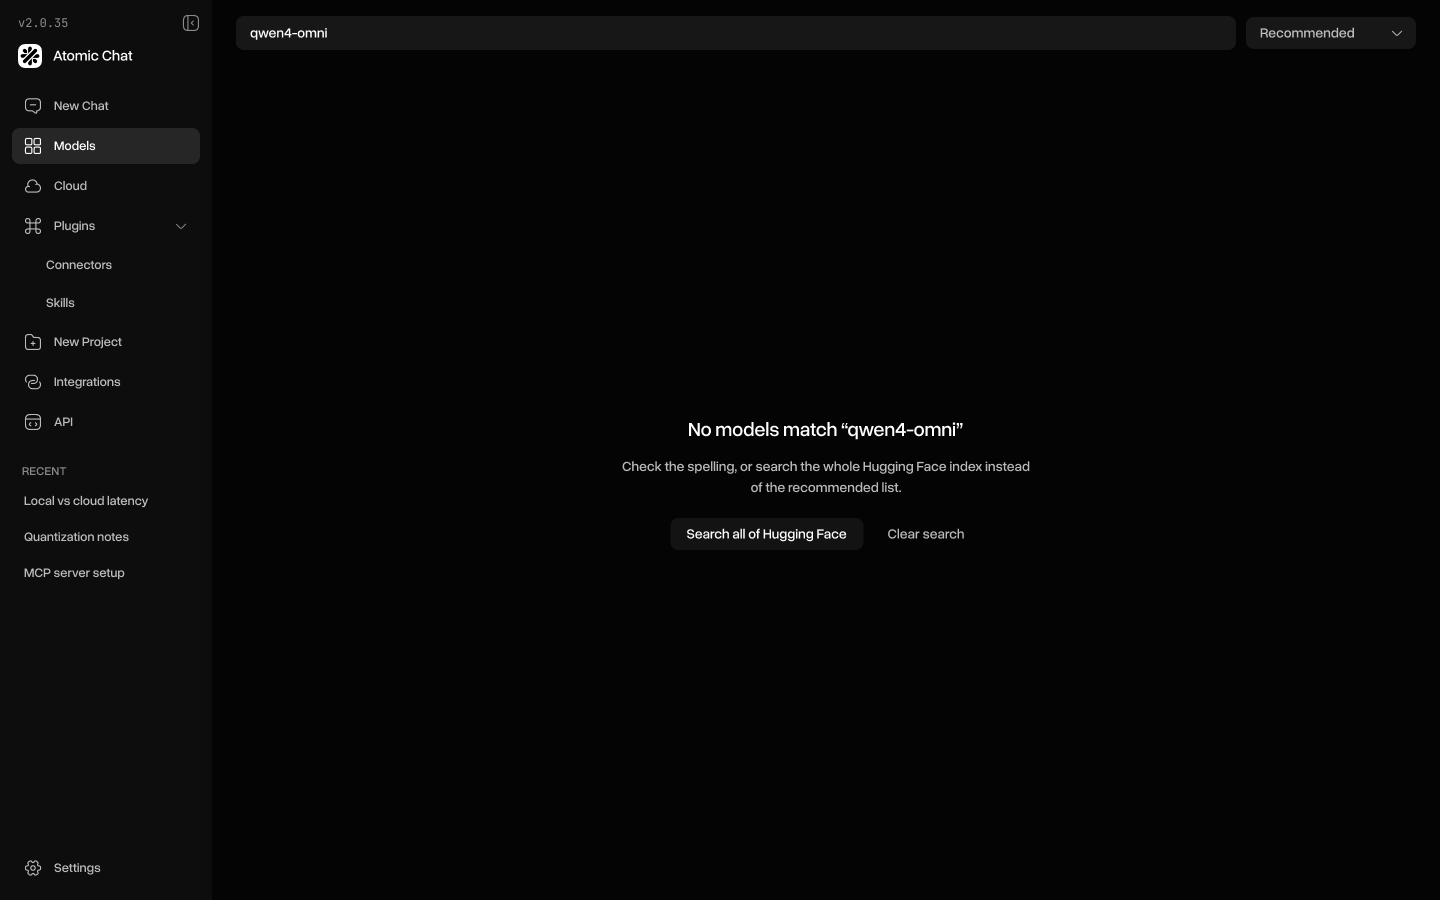 v2.0.35
Atomic Chat
New Chat
Models
Cloud
Plugins
Connectors
Skills
New Project
Integrations
API
RECENT
Local vs cloud latency
Quantization notes
MCP server setup
Settings
qwen4-omni
Recommended
No models match “qwen4-omni”
Check the spelling, or search the whole Hugging Face index instead
of the recommended list.
Search all of Hugging Face
Clear search